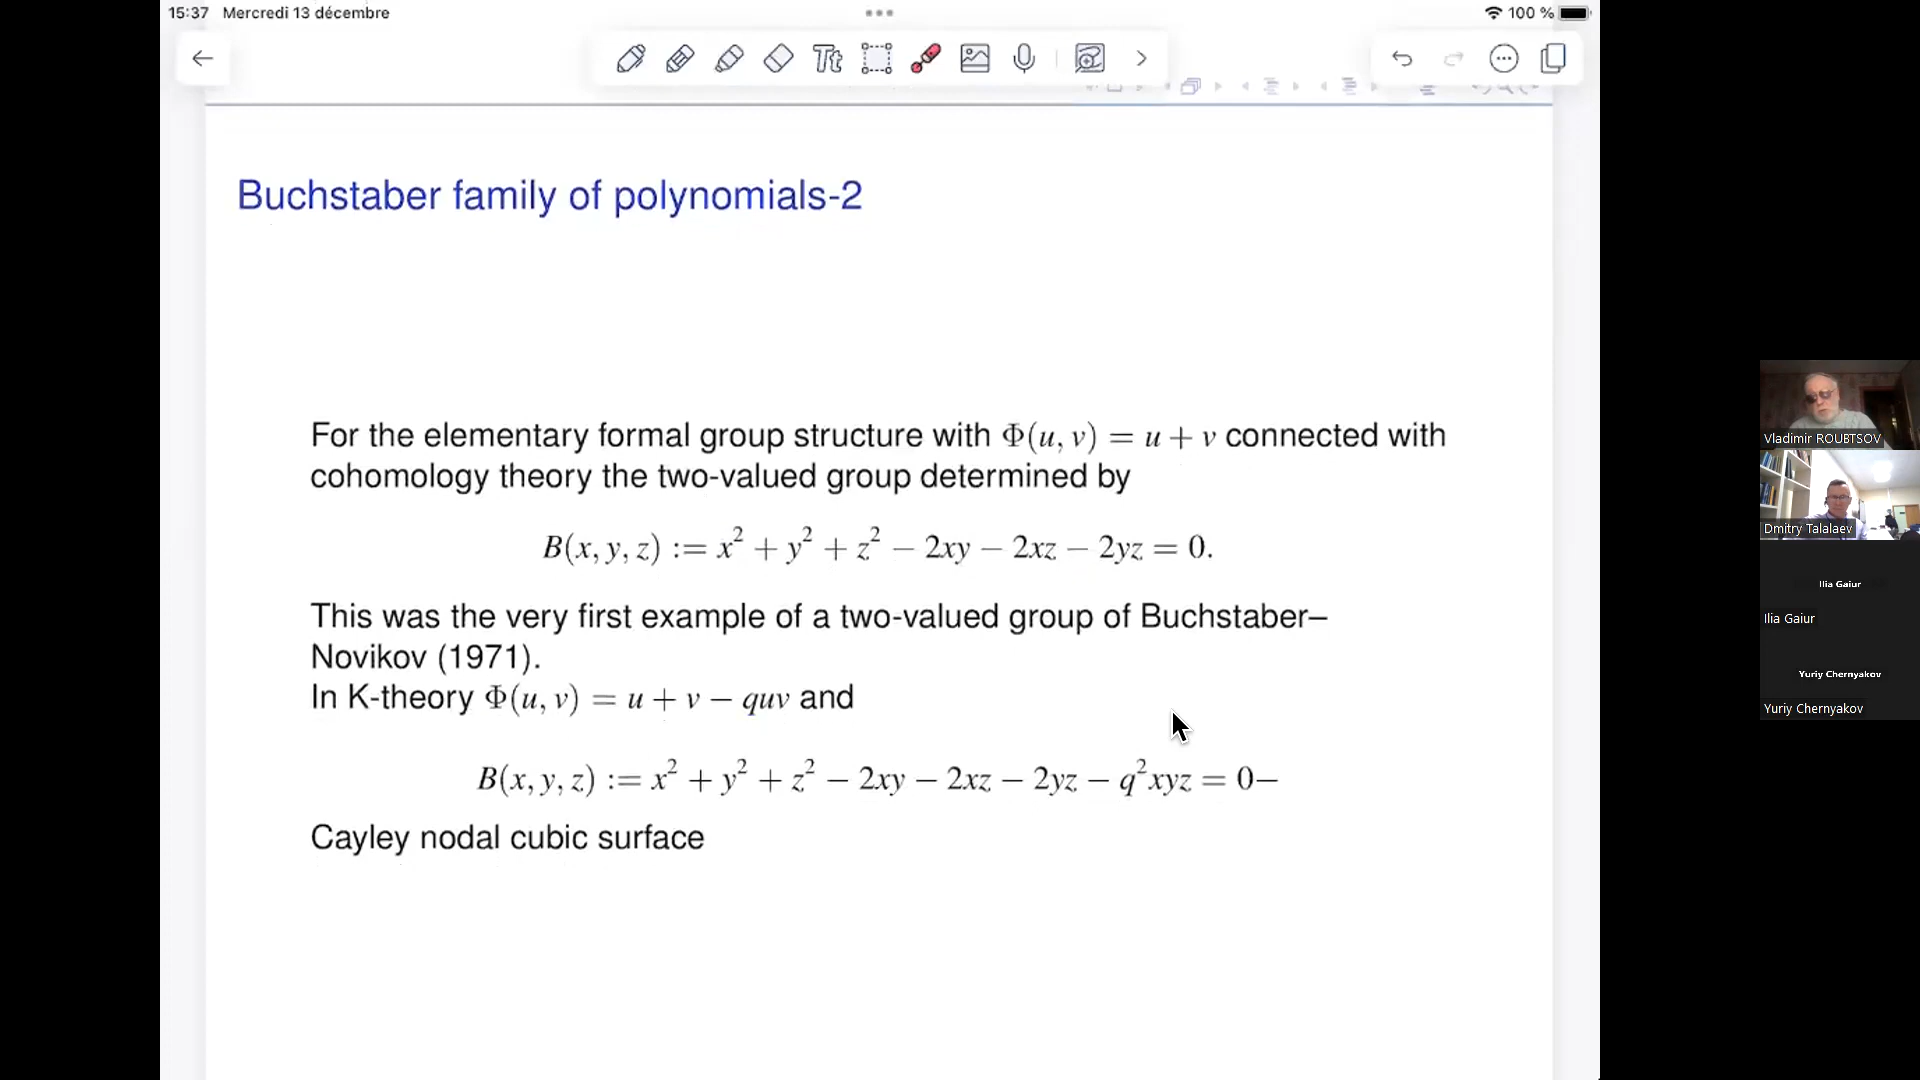 15:37 Mercredi 13 décembre
100 %
Tt
Buchstaber family of polynomials-2
For the elementary formal group structure with Φ(u, v) = u + v connected with
cohomology theory the two-valued group determined by
B(x, y, z) := x² + y² + z² − 2xy − 2xz − 2yz = 0.
This was the very first example of a two-valued group of Buchstaber–
Novikov (1971).
In K-theory Φ(u, v) = u + v − quv and
B(x, y, z) := x² + y² + z² − 2xy − 2xz − 2yz − q²xyz = 0−
Cayley nodal cubic surface
Vladimir ROUBTSOV
Dmitry Talalaev
Ilia Gaiur
Ilia Gaiur
Yuriy Chernyakov
Yuriy Chernyakov